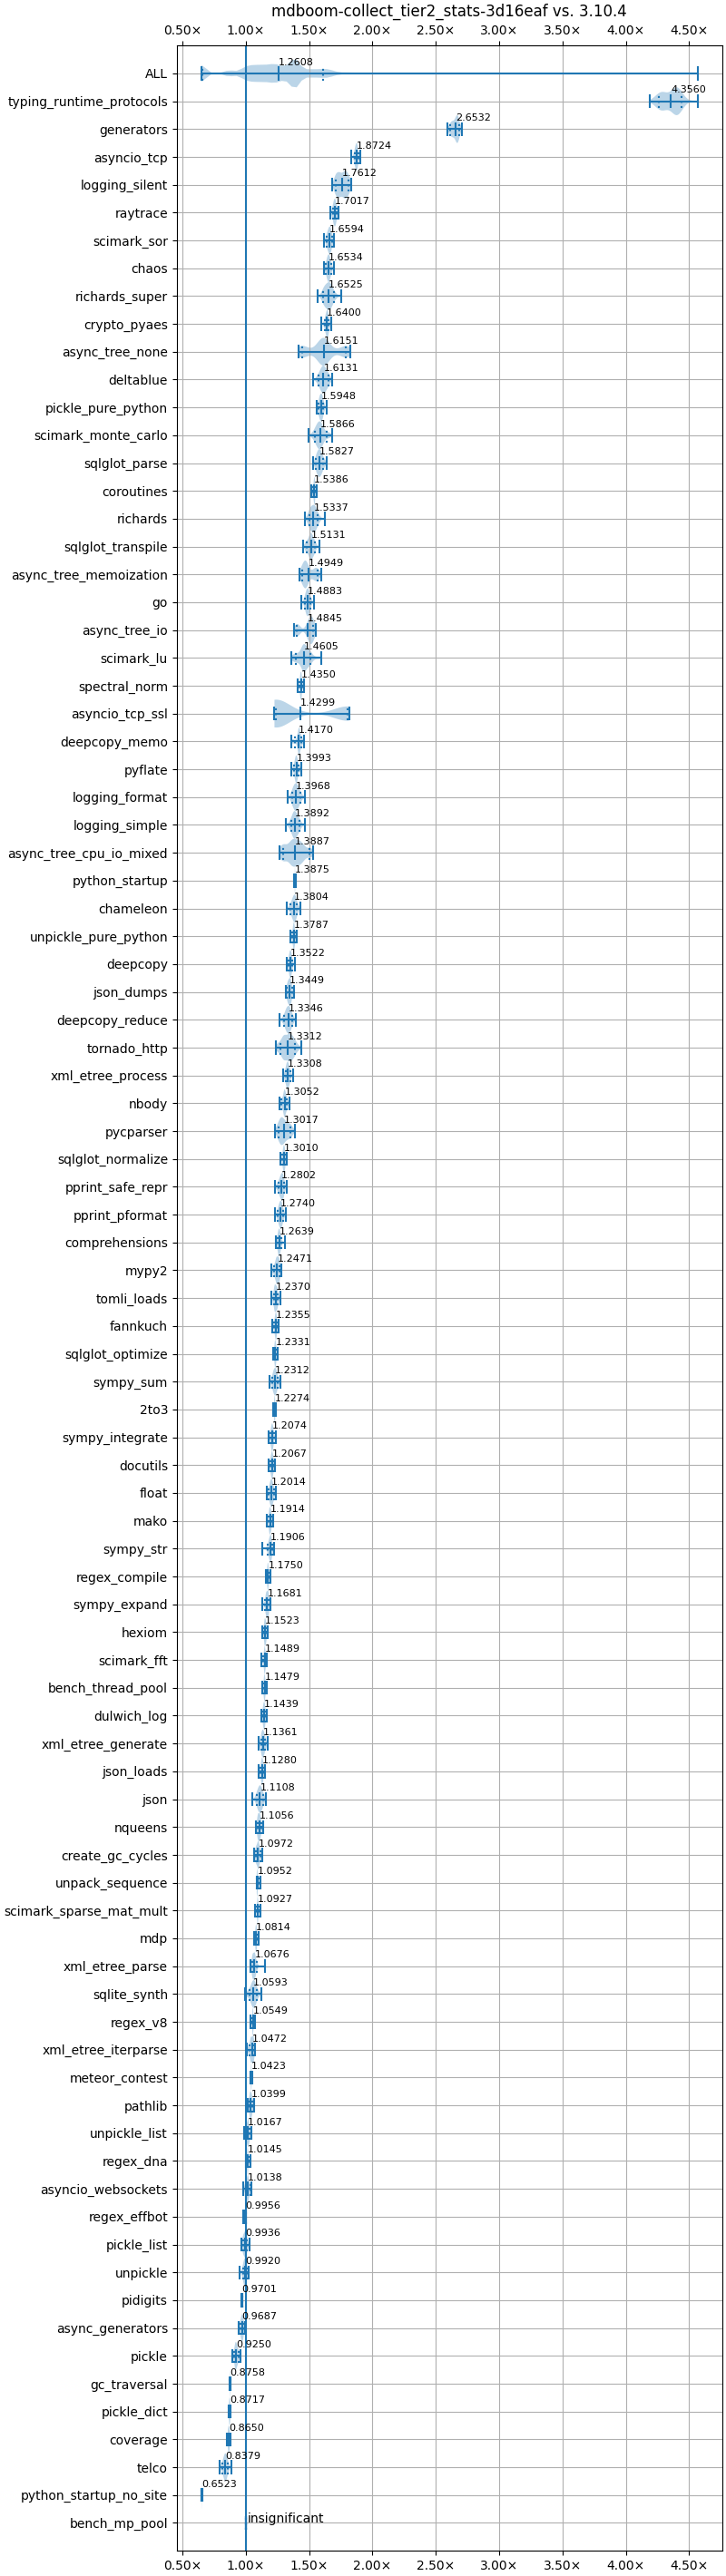 mdboom-collect_tier2_stats-3d16eaf vs. 3.10.4
0.50× 1.00× 1.50× 2.00× 2.50× 3.00× 3.50× 4.00× 4.50×
ALL 1.2608
typing_runtime_protocols 4.3560
generators 2.6532
asyncio_tcp 1.8724
logging_silent 1.7612
raytrace 1.7017
scimark_sor 1.6594
chaos 1.6534
richards_super 1.6525
crypto_pyaes 1.6400
async_tree_none 1.6151
deltablue 1.6131
pickle_pure_python 1.5948
scimark_monte_carlo 1.5866
sqlglot_parse 1.5827
coroutines 1.5386
richards 1.5337
sqlglot_transpile 1.5131
async_tree_memoization 1.4949
go 1.4883
async_tree_io 1.4845
scimark_lu 1.4605
spectral_norm 1.4350
asyncio_tcp_ssl 1.4299
deepcopy_memo 1.4170
pyflate 1.3993
logging_format 1.3968
logging_simple 1.3892
async_tree_cpu_io_mixed 1.3887
python_startup 1.3875
chameleon 1.3804
unpickle_pure_python 1.3787
deepcopy 1.3522
json_dumps 1.3449
deepcopy_reduce 1.3346
tornado_http 1.3312
xml_etree_process 1.3308
nbody 1.3052
pycparser 1.3017
sqlglot_normalize 1.3010
pprint_safe_repr 1.2802
pprint_pformat 1.2740
comprehensions 1.2639
mypy2 1.2471
tomli_loads 1.2370
fannkuch 1.2355
sqlglot_optimize 1.2331
sympy_sum 1.2312
2to3 1.2274
sympy_integrate 1.2074
docutils 1.2067
float 1.2014
mako 1.1914
sympy_str 1.1906
regex_compile 1.1750
sympy_expand 1.1681
hexiom 1.1523
scimark_fft 1.1489
bench_thread_pool 1.1479
dulwich_log 1.1439
xml_etree_generate 1.1361
json_loads 1.1280
json 1.1108
nqueens 1.1056
create_gc_cycles 1.0972
unpack_sequence 1.0952
scimark_sparse_mat_mult 1.0927
mdp 1.0814
xml_etree_parse 1.0676
sqlite_synth 1.0593
regex_v8 1.0549
xml_etree_iterparse 1.0472
meteor_contest 1.0423
pathlib 1.0399
unpickle_list 1.0167
regex_dna 1.0145
asyncio_websockets 1.0138
regex_effbot 0.9956
pickle_list 0.9936
unpickle 0.9920
pidigits 0.9701
async_generators 0.9687
pickle 0.9250
gc_traversal 0.8758
pickle_dict 0.8717
coverage 0.8650
telco 0.8379
python_startup_no_site 0.6523
bench_mp_pool insignificant
0.50× 1.00× 1.50× 2.00× 2.50× 3.00× 3.50× 4.00× 4.50×